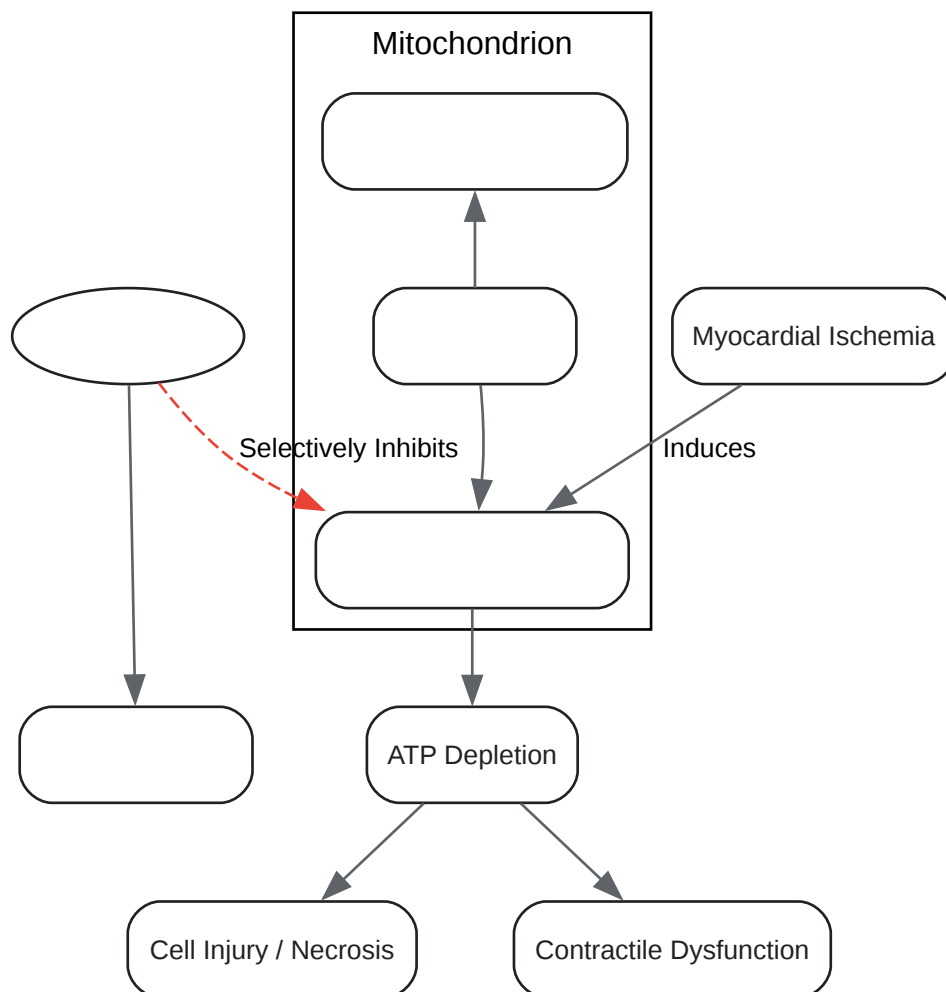 Mitochondrion
Myocardial Ischemia
Selectively Inhibits
Induces
ATP Depletion
Cell Injury / Necrosis
Contractile Dysfunction